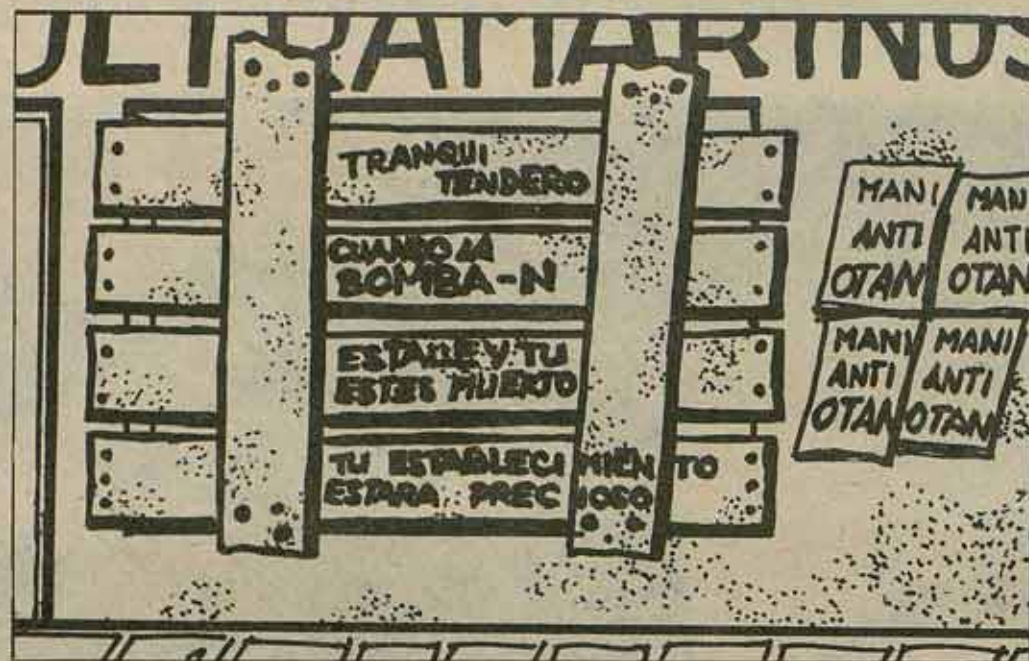 ULTRAMARINOS
TRANQUI
TENDERO
CUANDO LA
BOMBA-N
ESTALLE Y TU
ESTES MUERTO
TU ESTABLECIMIENTO
ESTARA PRECIOSO
MANI
ANTI
OTAN
MANI
ANTI
OTAN
MANI
ANTI
OTAN
MANI
ANTI
OTAN